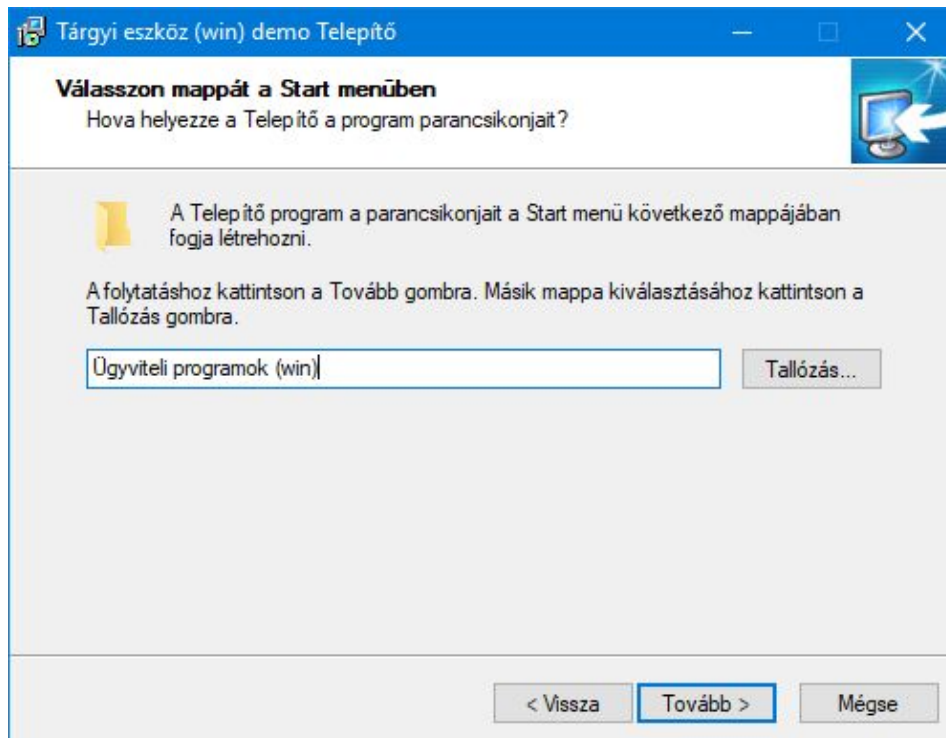 Tárgyi eszköz (win) demo Telepítő
Válasszon mappát a Start menüben
Hova helyezze a Telepítő a program parancsikonjait?
A Telepítő program a parancsikonjait a Start menü következő mappájában
fogja létrehozni.
A folytatáshoz kattintson a Tovább gombra. Másik mappa kiválasztásához kattintson a
Tallózás gombra.
Ügyviteli programok (win)
Tallózás...
< Vissza
Tovább >
Mégse